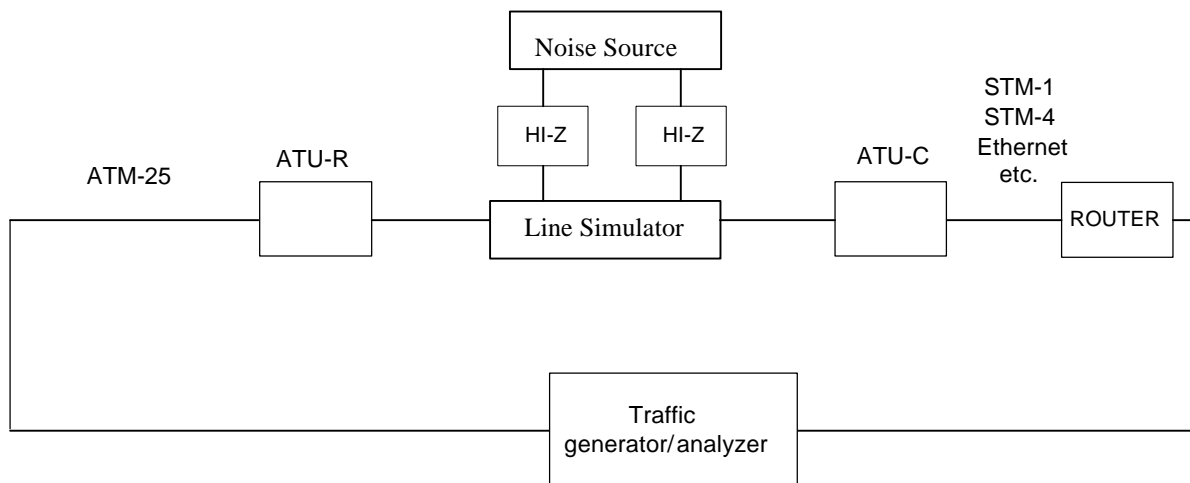 Noise Source
HI-Z
HI-Z
STM-1
STM-4
Ethernet
etc.
ATM-25
ATU-R
ATU-C
Line Simulator
ROUTER
Traffic
generator/analyzer